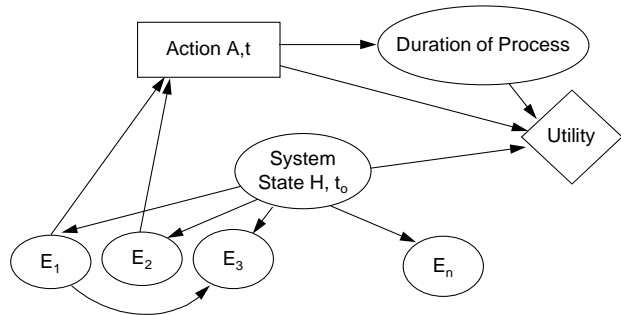 Action A,t
Duration of Process
Utility
System
State H, t₀
E₁
E₂
E₃
Eₙ